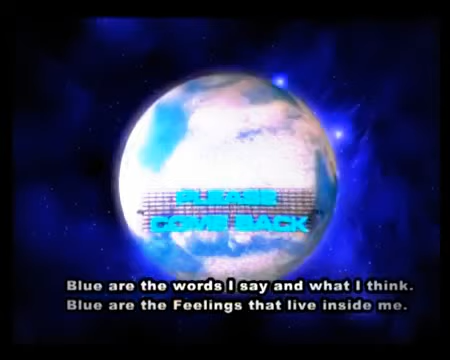 PLEASE
COME BACK
Blue are the words I say and what I think.
Blue are the Feelings that live inside me.